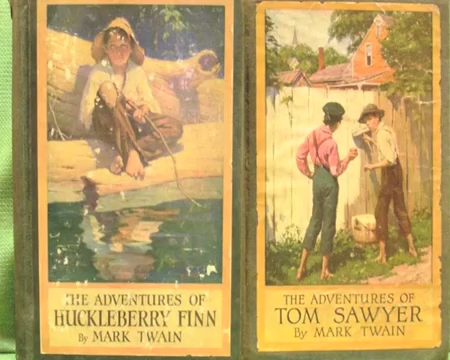 THE ADVENTURES OF
HUCKLEBERRY FINN
By MARK TWAIN
THE ADVENTURES OF
TOM SAWYER
By MARK TWAIN